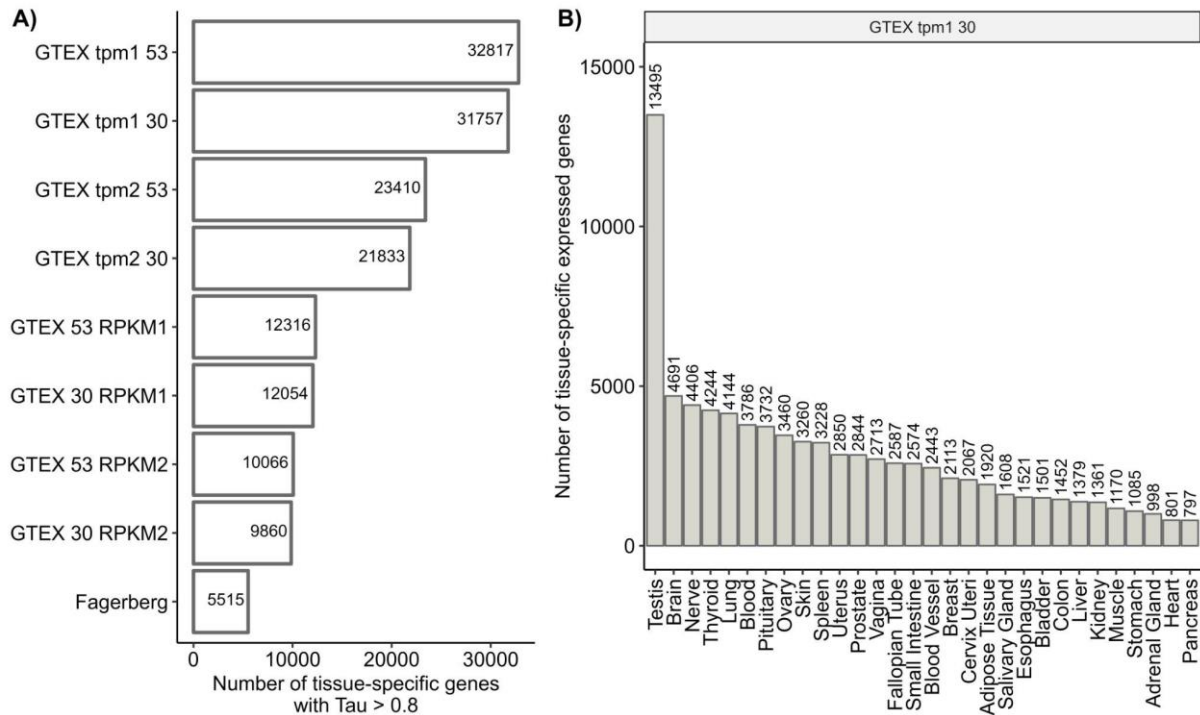 A)
GTEX tpm1 53
32817
GTEX tpm1 30
31757
GTEX tpm2 53
23410
GTEX tpm2 30
21833
GTEX 53 RPKM1
12316
GTEX 30 RPKM1
12054
GTEX 53 RPKM2
10066
GTEX 30 RPKM2
9860
Fagerberg
5515
0
10000
20000
30000
Number of tissue-specific genes
with Tau > 0.8
B)
GTEX tpm1 30
Number of tissue-specific expressed genes
15000
10000
5000
0
13495
4691
4406
4244
4144
3786
3732
3460
3260
3228
2850
2844
2713
2587
2574
2443
2113
2067
1920
1608
1521
1501
1452
1379
1361
1170
1085
998
801
797
Testis
Brain
Nerve
Thyroid
Lung
Blood
Pituitary
Ovary
Skin
Spleen
Uterus
Prostate
Vagina
Fallopian Tube
Small Intestine
Blood Vessel
Breast
Cervix Uteri
Adipose Tissue
Salivary Gland
Esophagus
Bladder
Colon
Liver
Kidney
Muscle
Stomach
Adrenal Gland
Heart
Pancreas